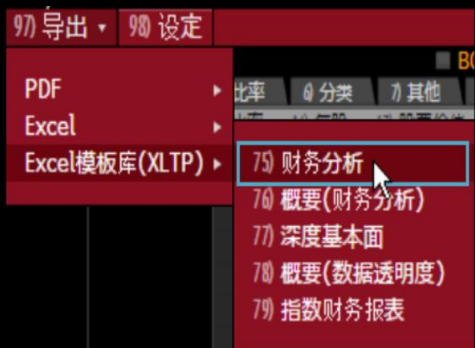 97) 导出 98) 设定
PDF
Excel
Excel模板库(XLTP)
比率 6) 分类 7) 其他
75) 财务分析
76) 概要(财务分析)
77) 深度基本面
78) 概要(数据透明度)
79) 指数财务报表